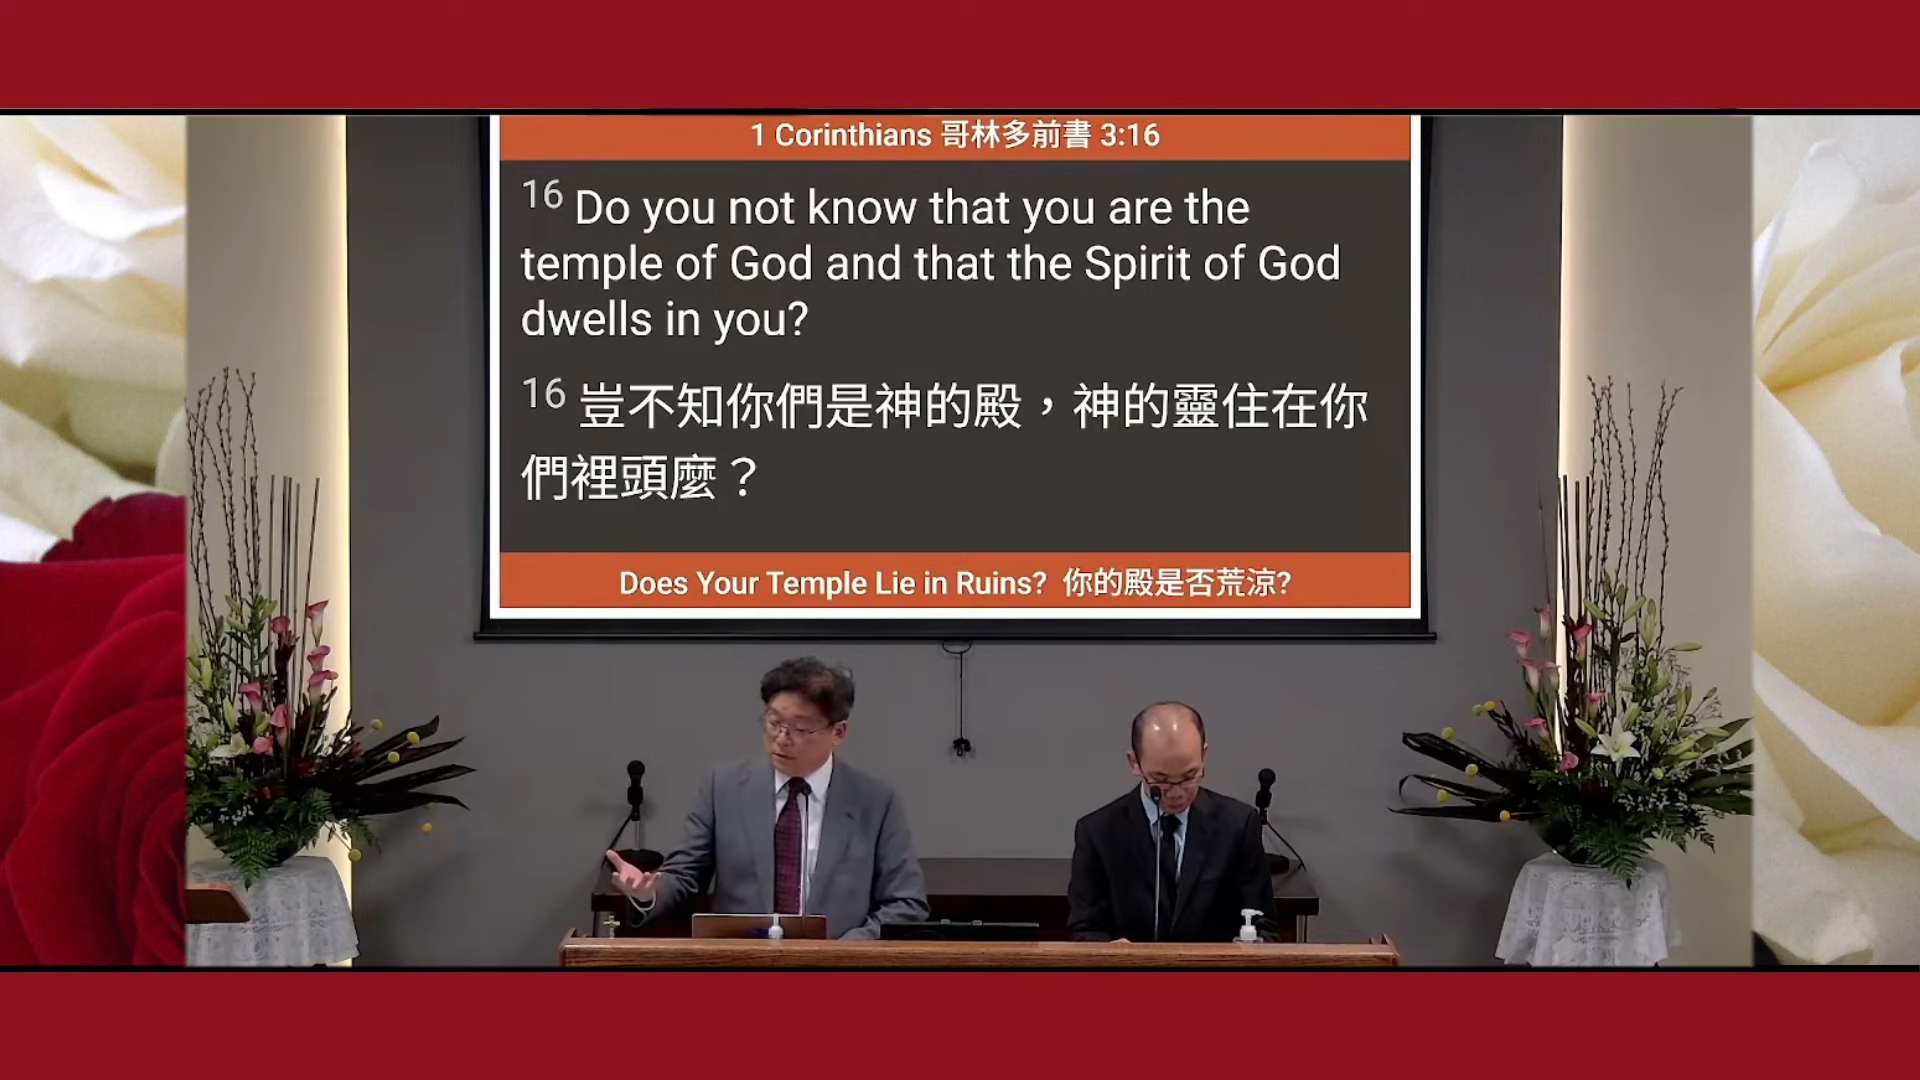 1 Corinthians 哥林多前書 3:16
16 Do you not know that you are the
temple of God and that the Spirit of God
dwells in you?
16 豈不知你們是神的殿，神的靈住在你
們裡頭麼？
Does Your Temple Lie in Ruins? 你的殿是否荒涼?